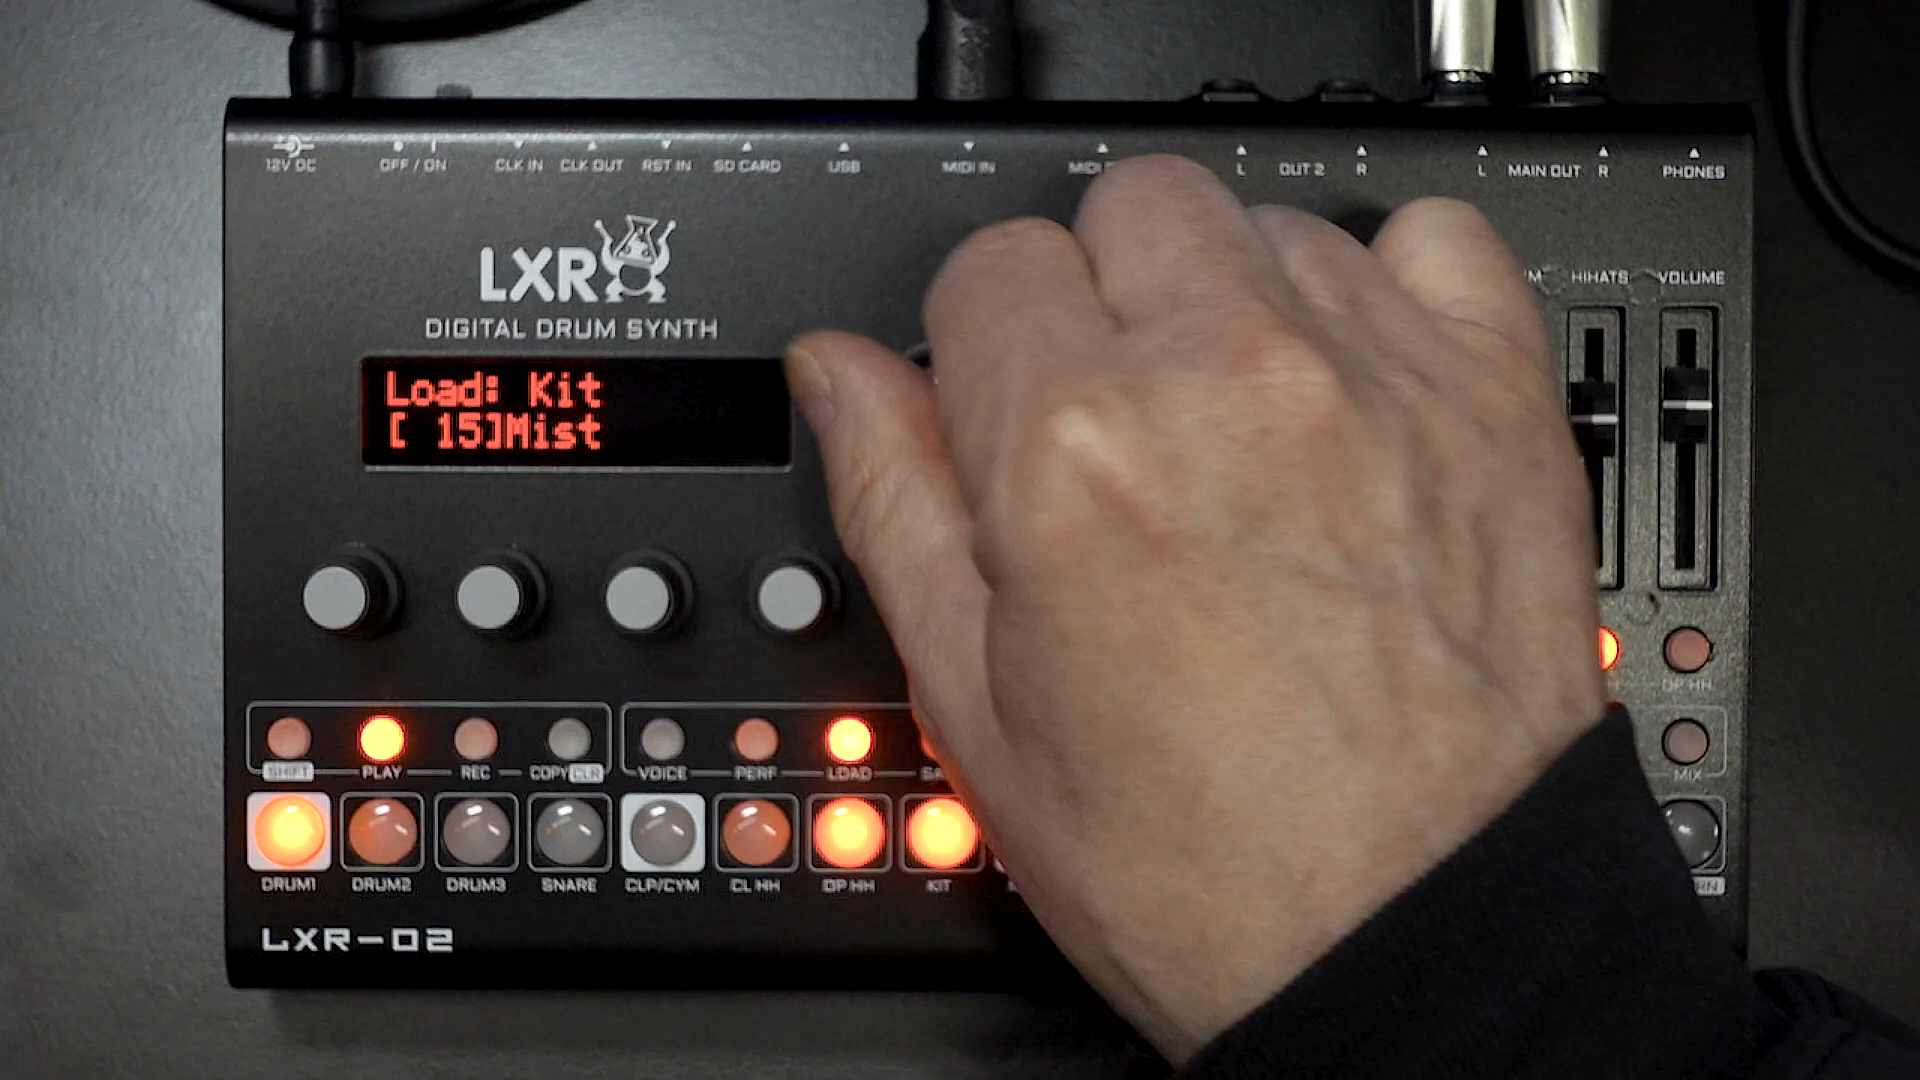 12V DC OFF / ON CLK IN CLK OUT RST IN SD CARD USB MIDI IN MIDI L OUT 2 R L MAIN OUT R PHONES
LXR
DIGITAL DRUM SYNTH
HIHATS VOLUME
Load: Kit
[ 15]Mist
OP HH
SHIFT PLAY REC COPY CLR VOICE PERF LOAD
MIX
DRUM1 DRUM2 DRUM3 SNARE CLP/CYM CL HH OP HH KIT
LXR-02